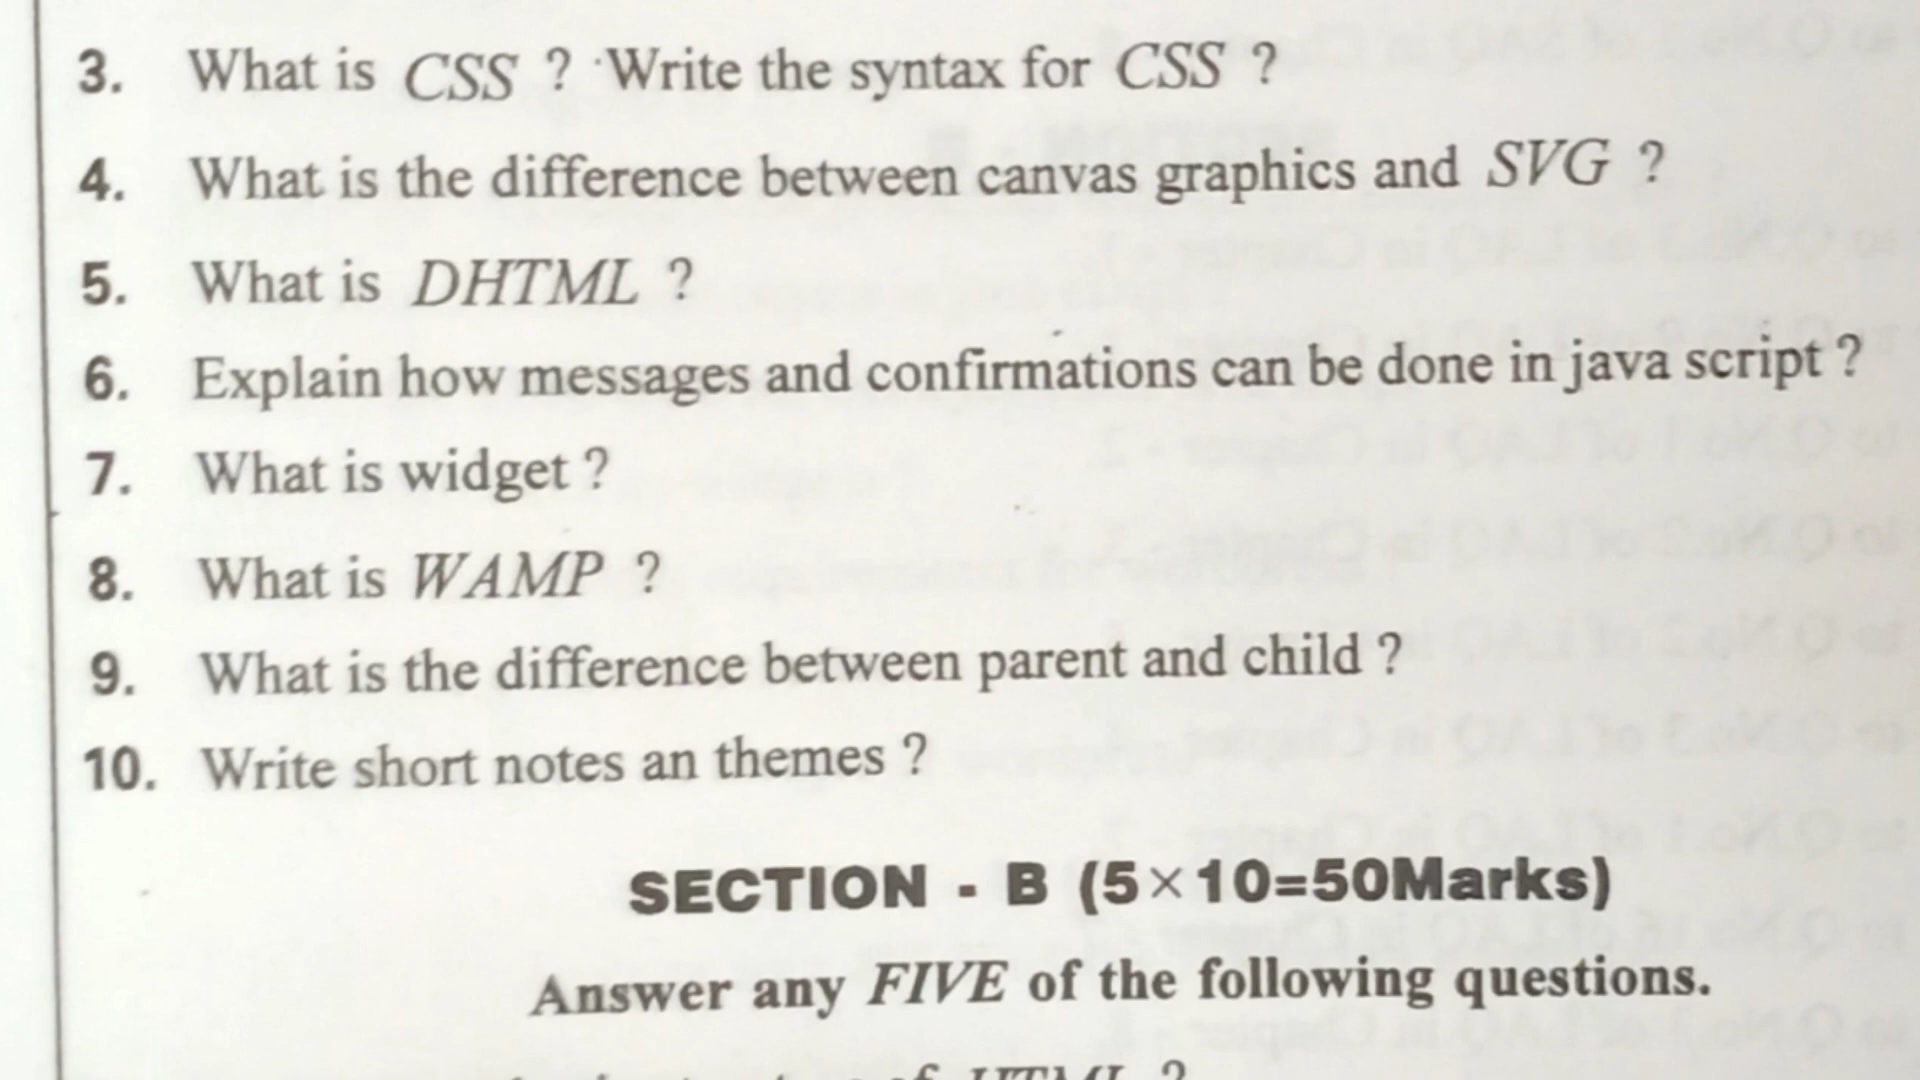 3. What is CSS ? Write the syntax for CSS ?
4. What is the difference between canvas graphics and SVG ?
5. What is DHTML ?
6. Explain how messages and confirmations can be done in java script ?
7. What is widget ?
8. What is WAMP ?
9. What is the difference between parent and child ?
10. Write short notes an themes ?
SECTION - B (5×10=50Marks)
Answer any FIVE of the following questions.
of HTML ?